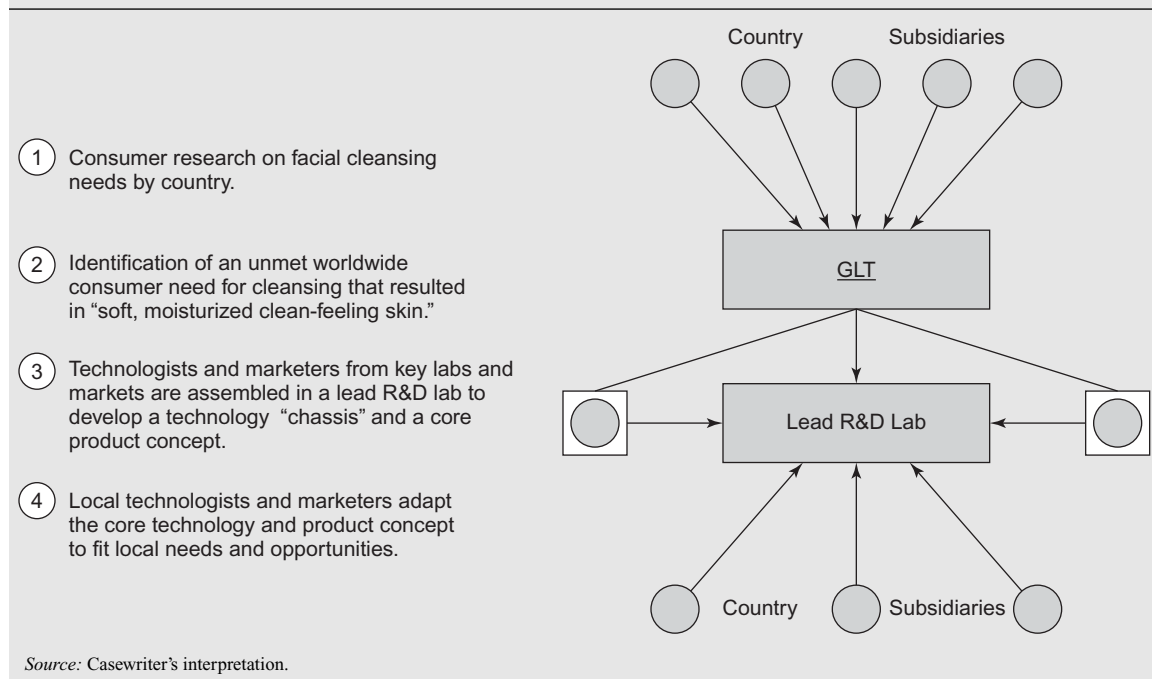 1 Consumer research on facial cleansing
needs by country.
2 Identification of an unmet worldwide
consumer need for cleansing that resulted
in “soft, moisturized clean-feeling skin.”
3 Technologists and marketers from key labs and
markets are assembled in a lead R&D lab to
develop a technology “chassis” and a core
product concept.
4 Local technologists and marketers adapt
the core technology and product concept
to fit local needs and opportunities.
Country Subsidiaries
GLT
Lead R&D Lab
Country Subsidiaries
Source: Casewriter’s interpretation.